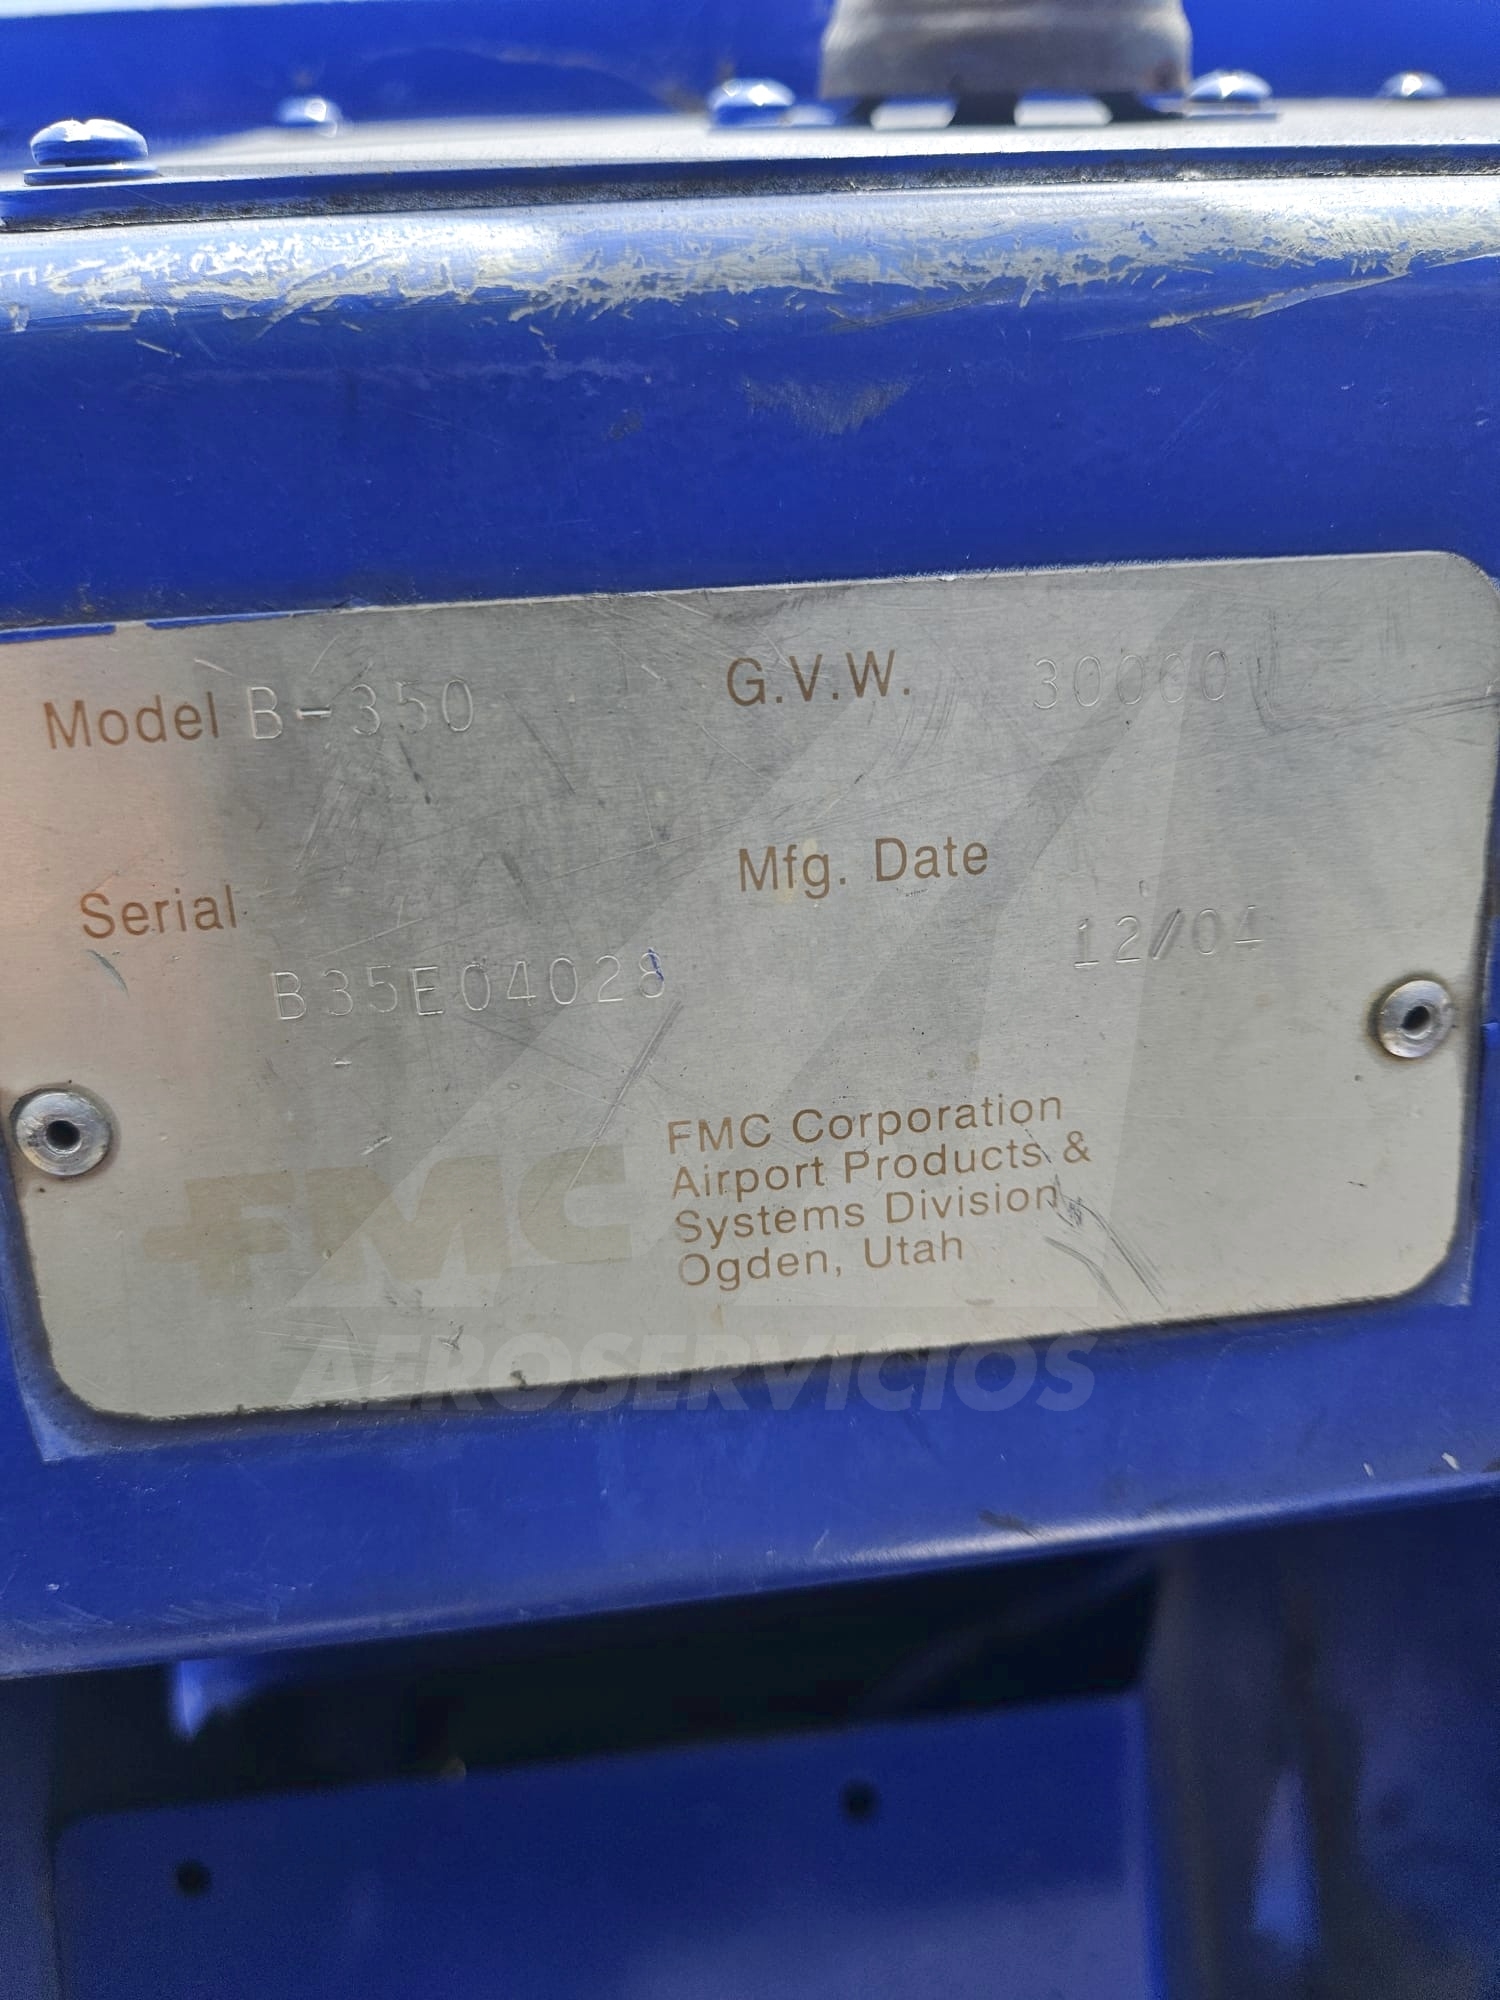 Model B-350
G.V.W. 30000
Serial
B35E04028
Mfg. Date
12/04
FMC
FMC Corporation
Airport Products &
Systems Division
Ogden, Utah
AEROSERVICIOS